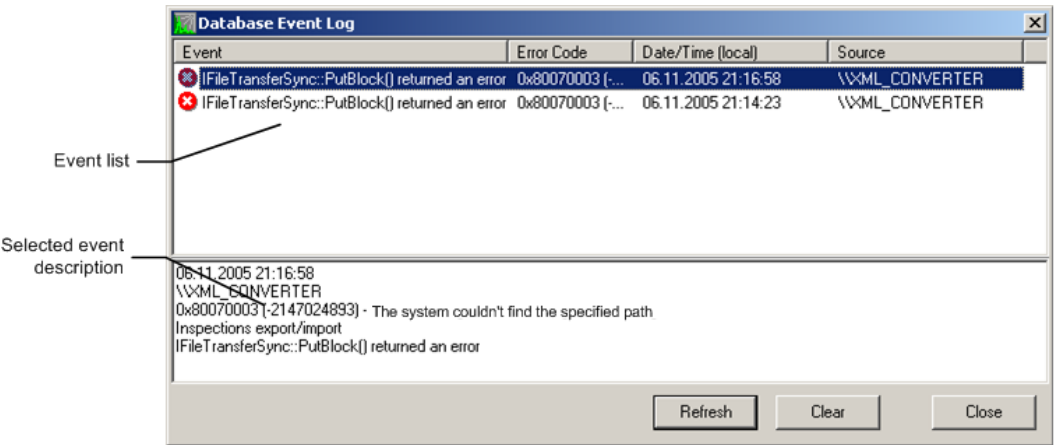 Database Event Log
Event Error Code Date/Time (local) Source
IFileTransferSync::PutBlock() returned an error 0x80070003 (-... 06.11.2005 21:16:58 \\XML_CONVERTER
IFileTransferSync::PutBlock() returned an error 0x80070003 (-... 06.11.2005 21:14:23 \\XML_CONVERTER
Event list
Selected event
description
06.11.2005 21:16:58
\\XML_CONVERTER
0x80070003 (-2147024893) - The system couldn't find the specified path
Inspections export/import
IFileTransferSync::PutBlock() returned an error
Refresh Clear Close